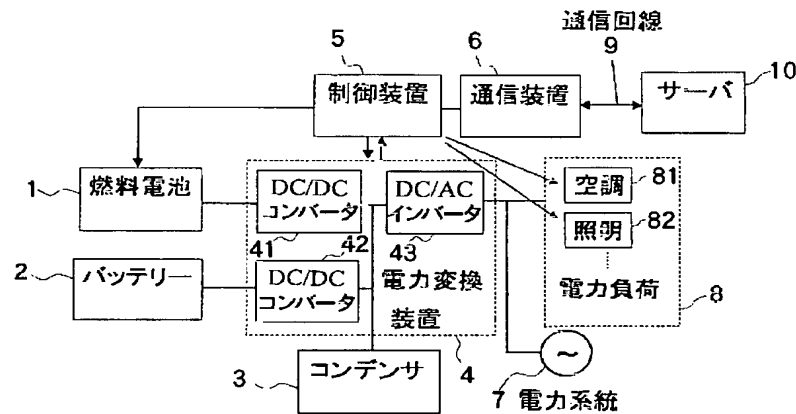 通信回線
9
5
6
10
制御装置
通信装置
サーバ
1
燃料電池
DC/DC
コンバータ
41
DC/AC
インバータ
43
空調
81
照明
82
電力負荷
8
2
バッテリー
42
DC/DC
コンバータ
電力変換
装置
4
3
コンデンサ
~
7
電力系統